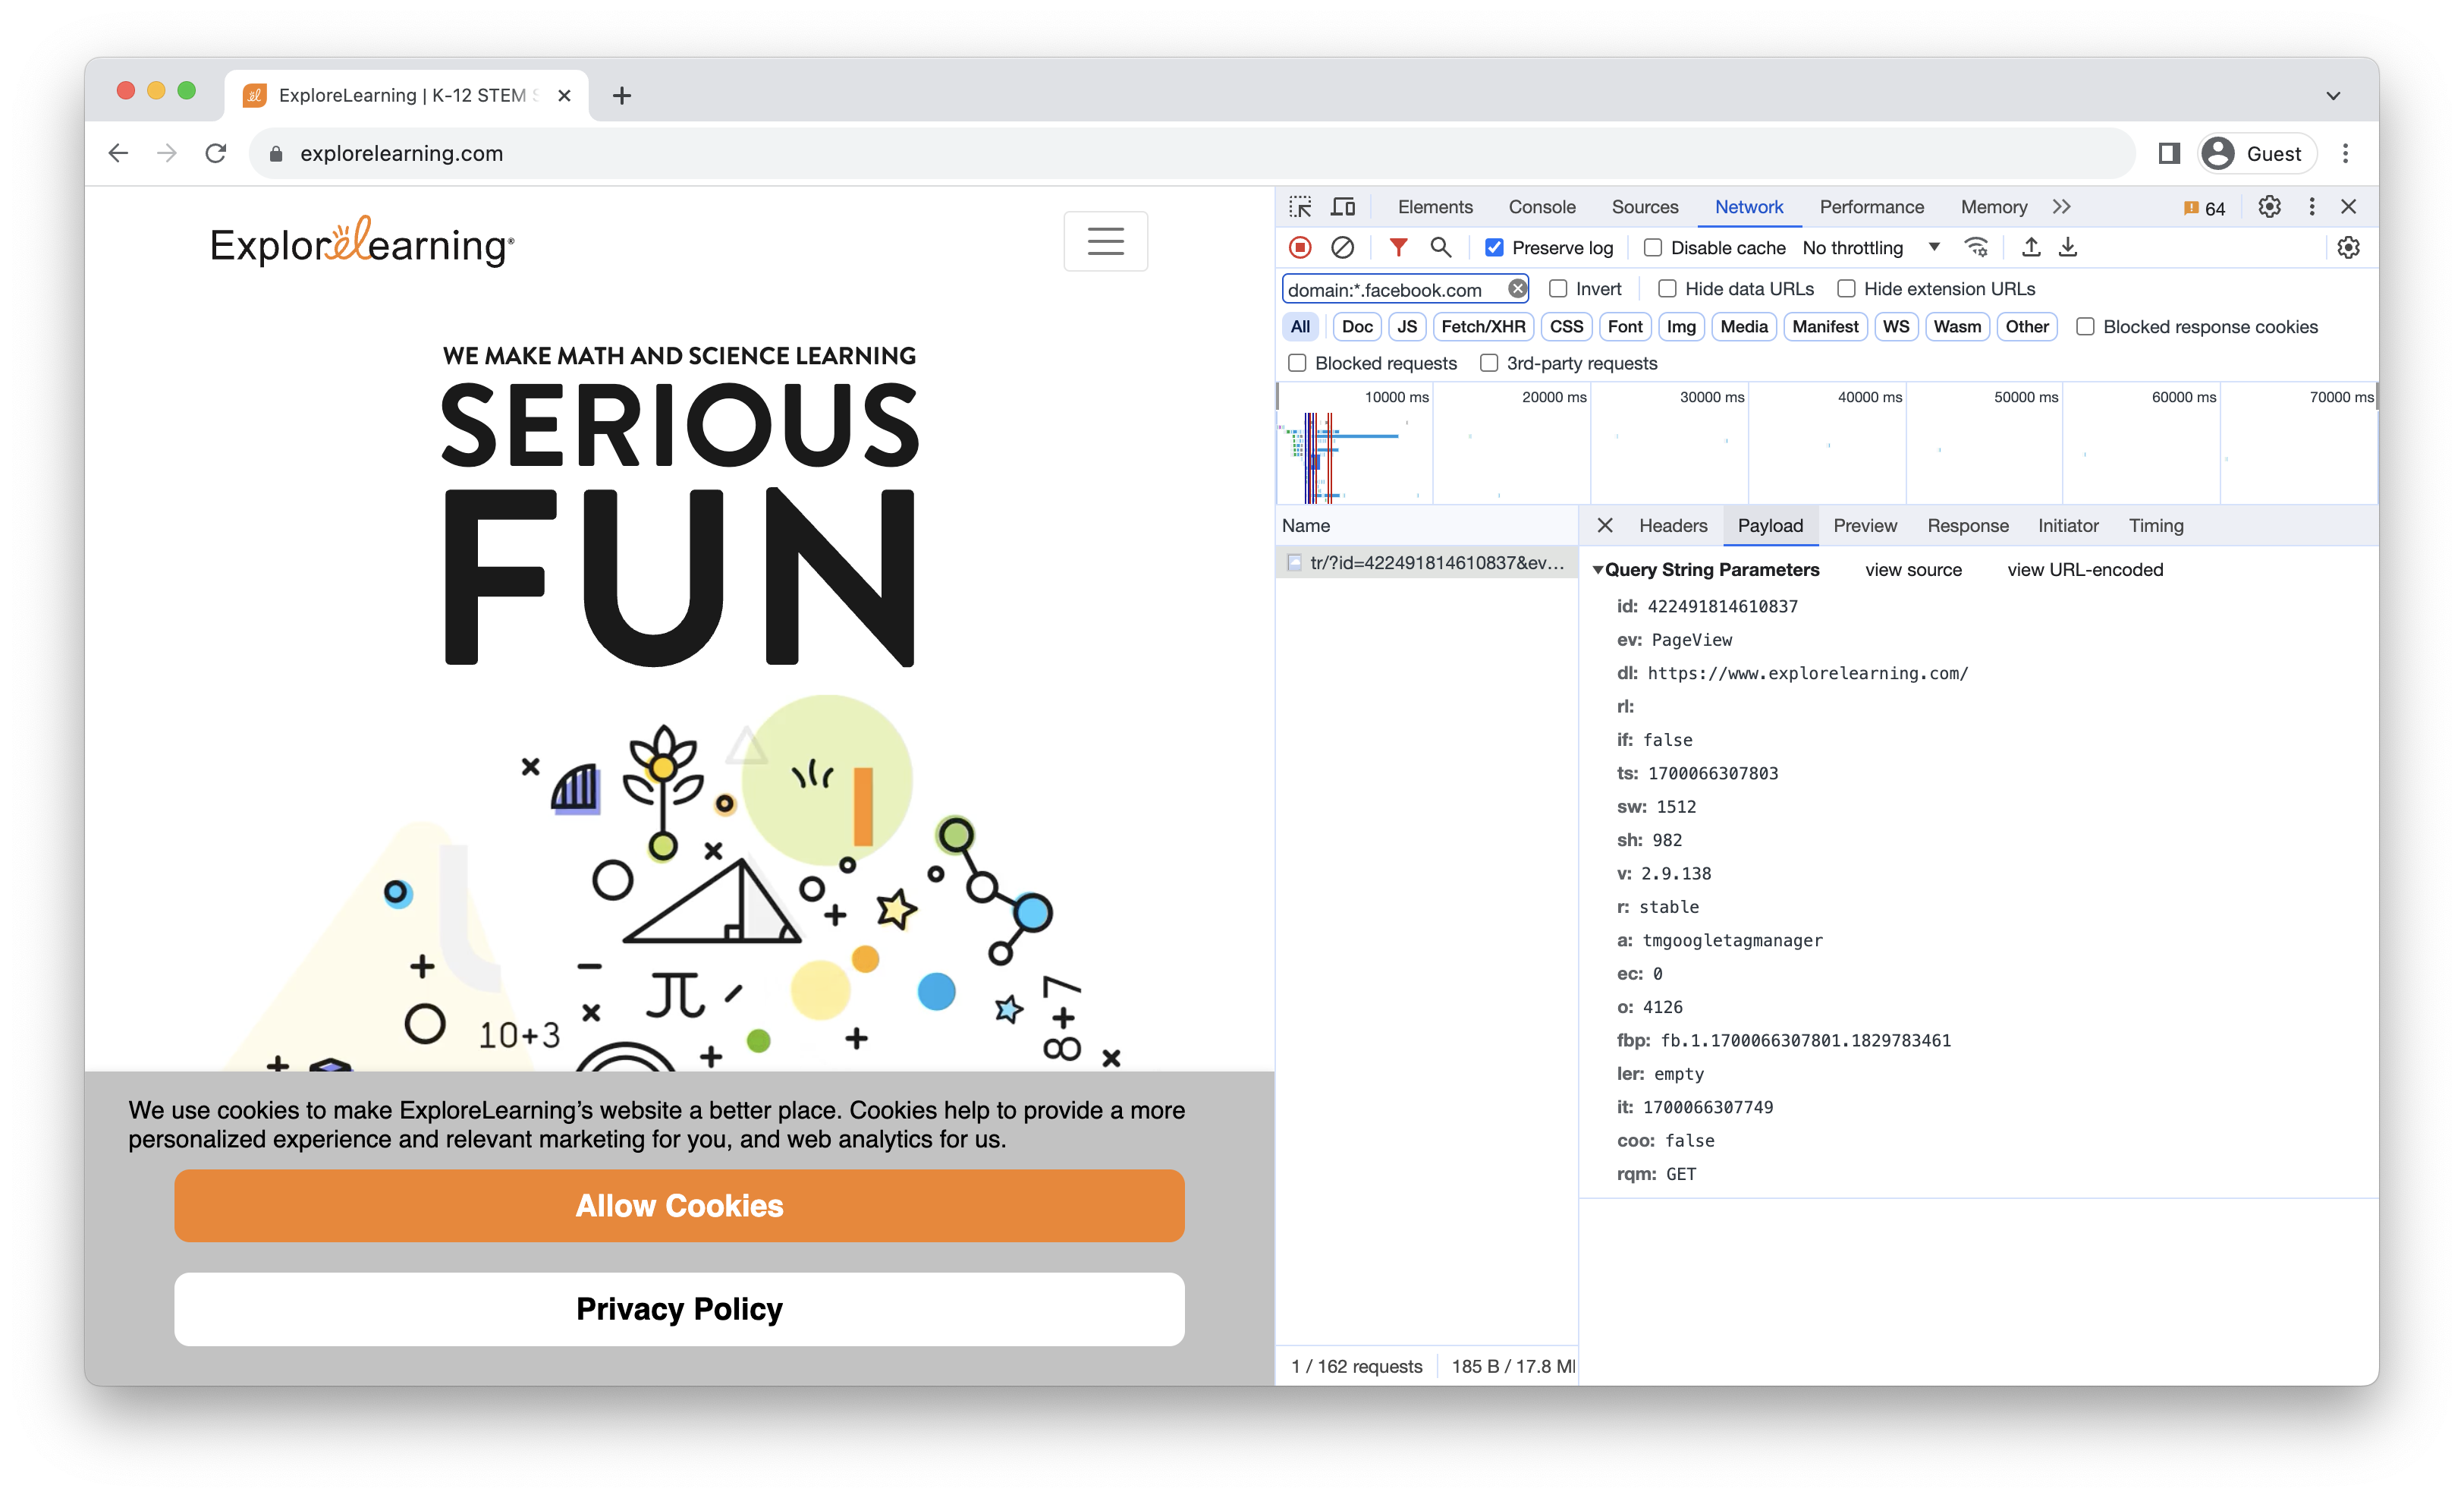 ExploreLearning | K-12 STEM
explorelearning.com
Guest
ExploreLearning®
WE MAKE MATH AND SCIENCE LEARNING
SERIOUS
FUN
10+3
π
8+7
We use cookies to make ExploreLearning’s website a better place. Cookies help to provide a more
personalized experience and relevant marketing for you, and web analytics for us.
Allow Cookies
Privacy Policy
Elements Console Sources Network Performance Memory 64
Preserve log Disable cache No throttling
domain:*.facebook.com Invert Hide data URLs Hide extension URLs
All Doc JS Fetch/XHR CSS Font Img Media Manifest WS Wasm Other Blocked response cookies
Blocked requests 3rd-party requests
10000 ms 20000 ms 30000 ms 40000 ms 50000 ms 60000 ms 70000 ms
Name Headers Payload Preview Response Initiator Timing
tr/?id=422491814610837&ev…
Query String Parameters view source view URL-encoded
id: 422491814610837
ev: PageView
dl: https://www.explorelearning.com/
rl:
if: false
ts: 1700066307803
sw: 1512
sh: 982
v: 2.9.138
r: stable
a: tmgoogletagmanager
ec: 0
o: 4126
fbp: fb.1.1700066307801.1829783461
ler: empty
it: 1700066307749
coo: false
rqm: GET
1 / 162 requests 185 B / 17.8 M